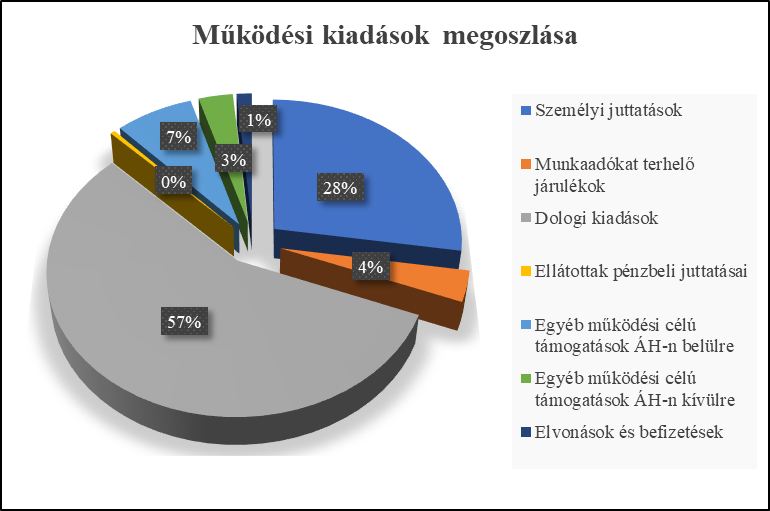 Működési kiadások megoszlása
1%
7%
3%
0%
28%
4%
57%
Személyi juttatások
Munkaadókat terhelő
járulékok
Dologi kiadások
Ellátottak pénzbeli juttatásai
Egyéb működési célú
támogatások ÁH-n belülre
Egyéb működési célú
támogatások ÁH-n kívülre
Elvonások és befizetések